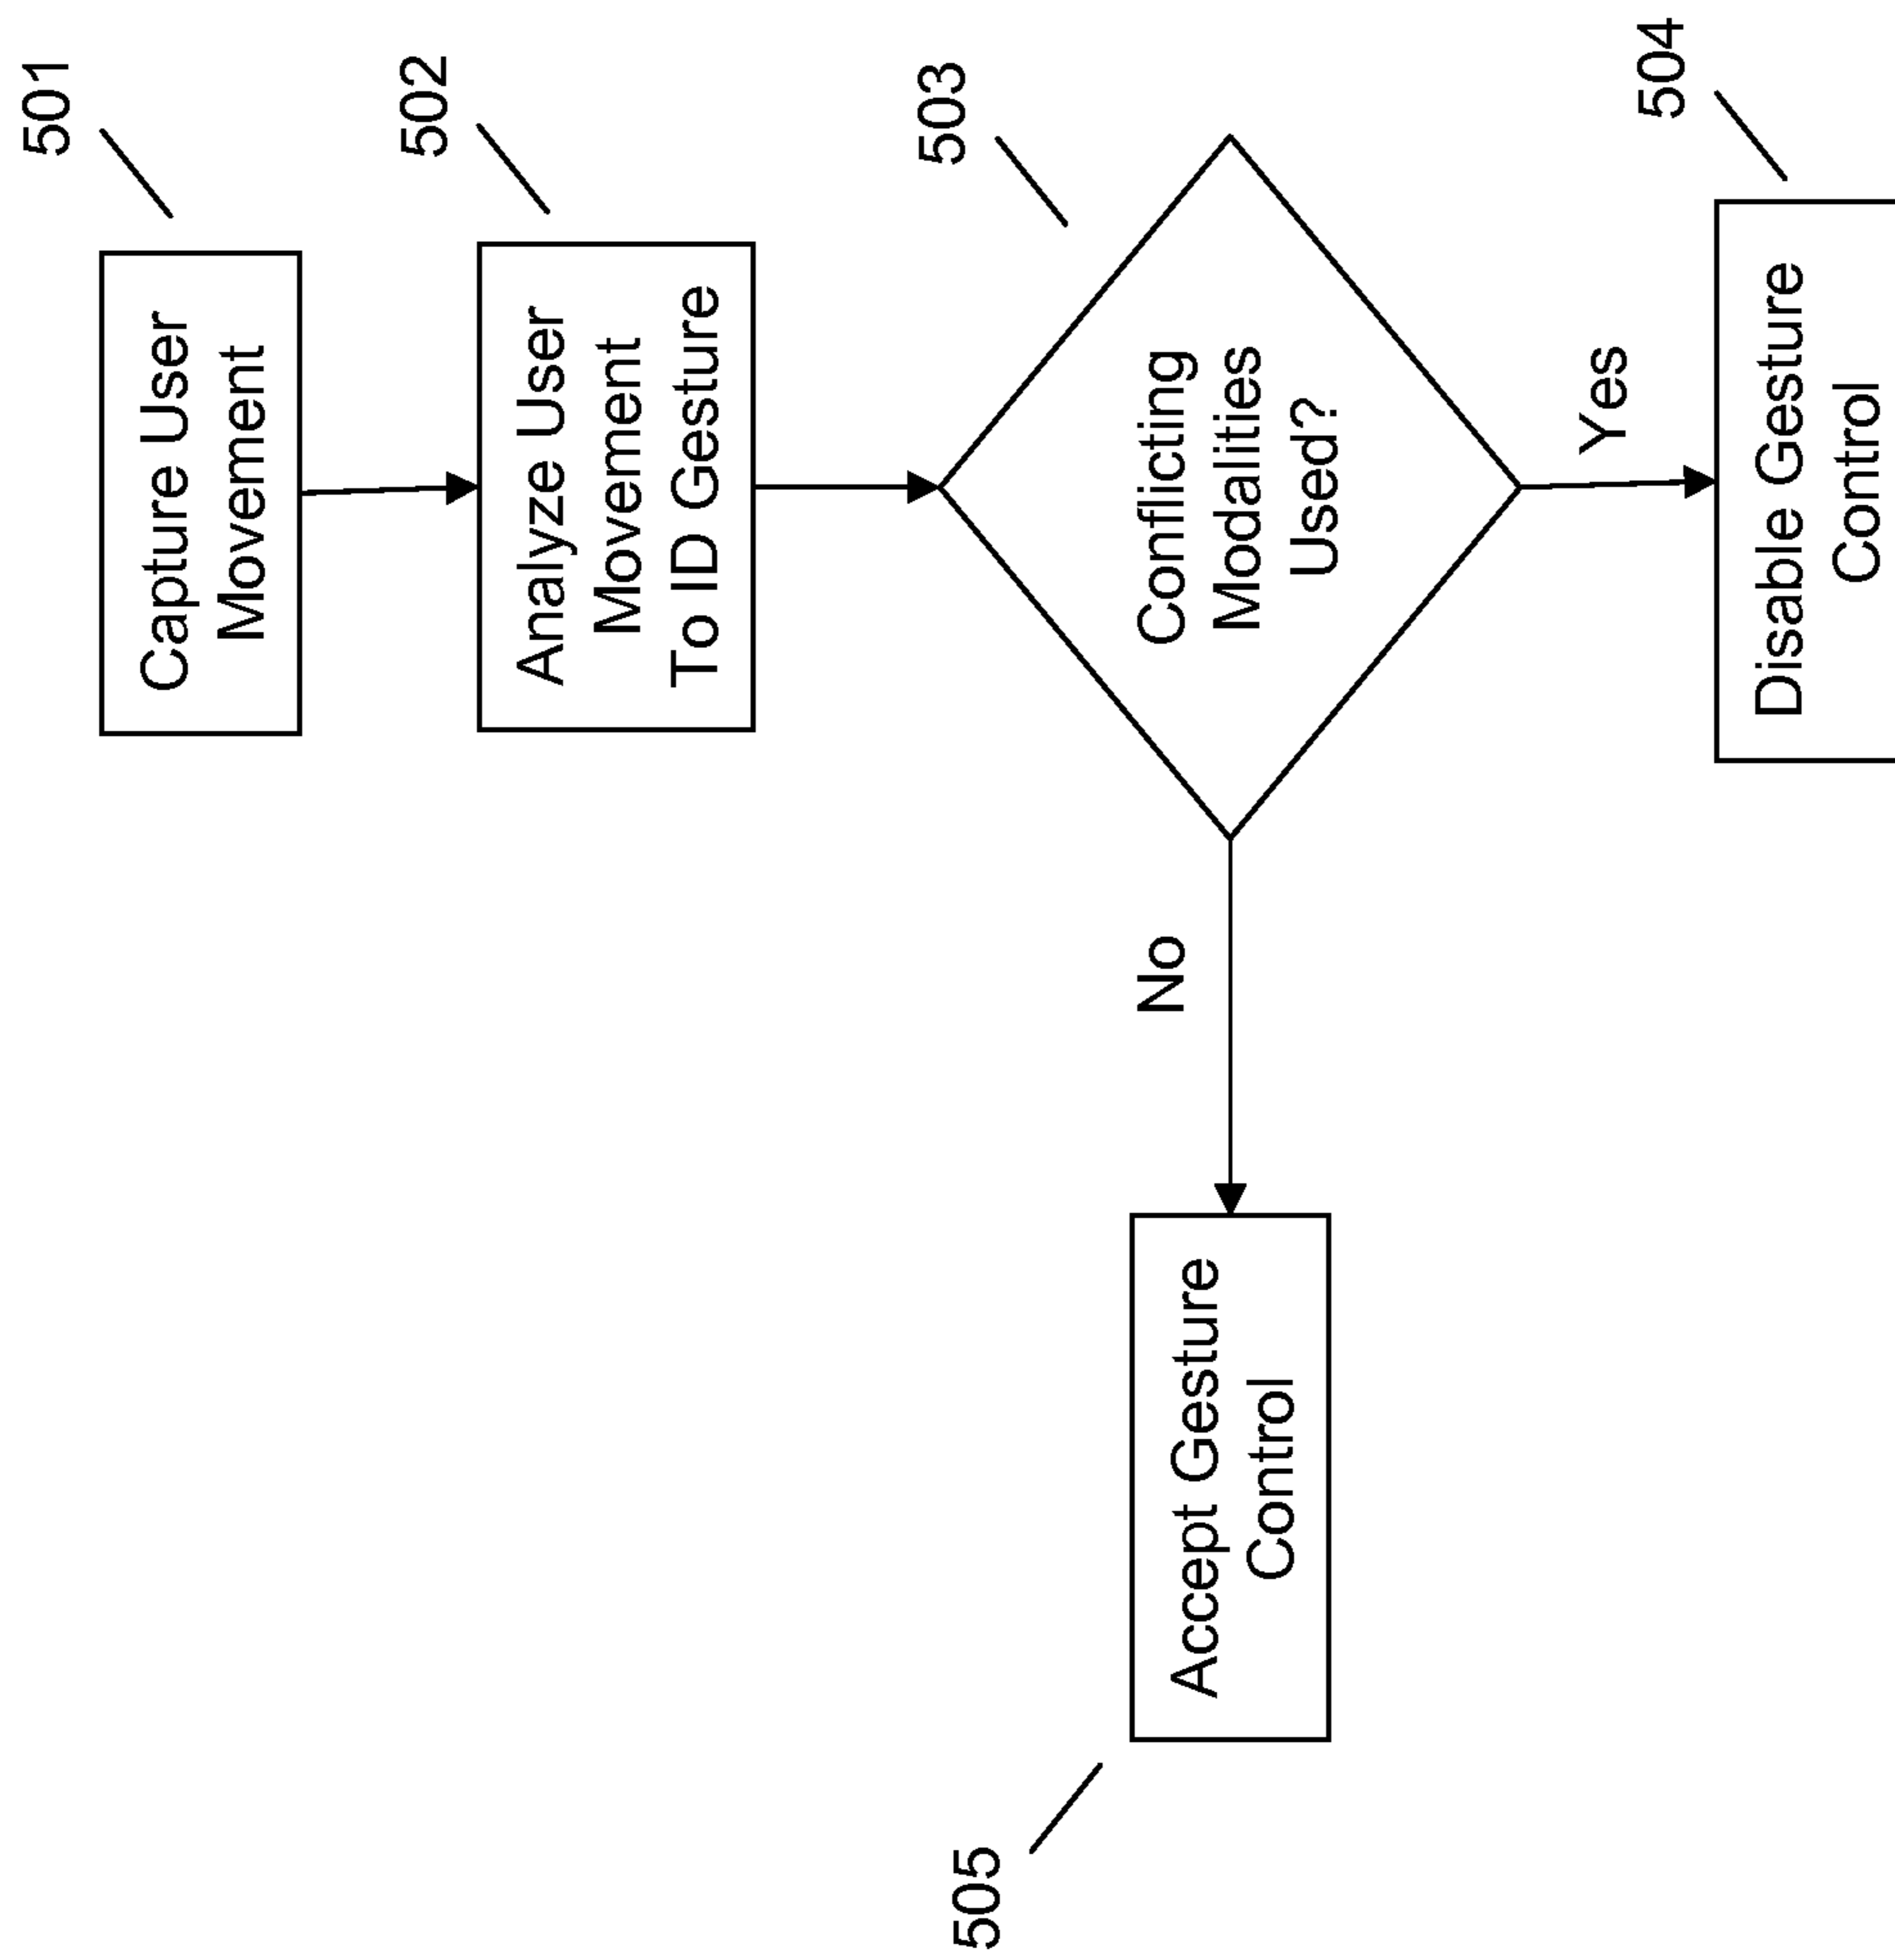 501
Capture User
Movement
502
Analyze User
Movement
To ID Gesture
503
Conflicting
Modalities
Used?
No
Yes
505
Accept Gesture
Control
504
Disable Gesture
Control